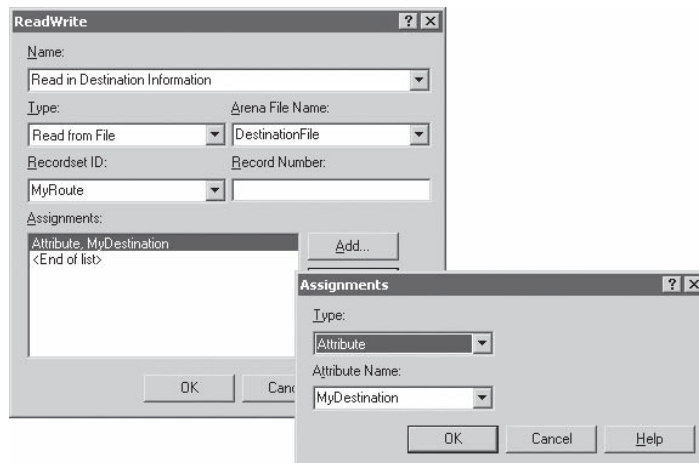 ReadWrite
Name:
Read in Destination Information
Type: Arena File Name:
Read from File DestinationFile
Recordset ID: Record Number:
MyRoute
Assignments:
Attribute, MyDestination
<End of list>
Add...
OK
Assignments
Type:
Attribute
Attribute Name:
MyDestination
OK Cancel Help